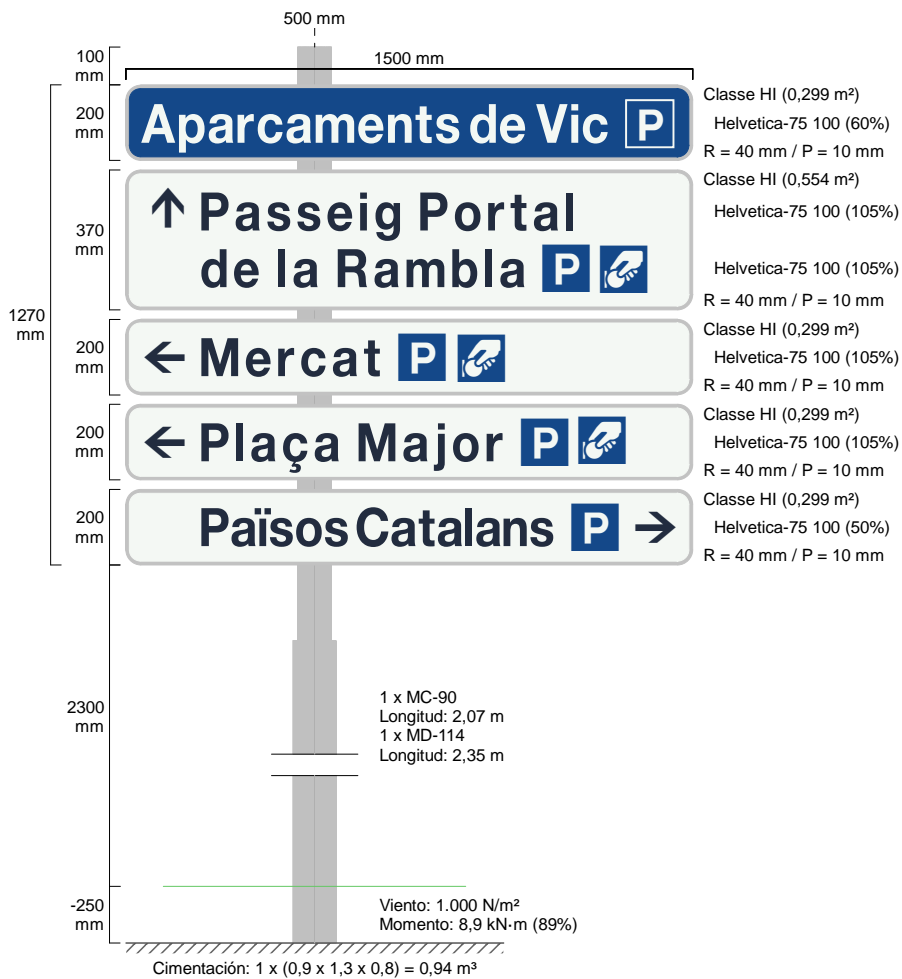 500 mm
100
mm
1500 mm
200
mm
Aparcaments de Vic P
Classe HI (0,299 m²)
Helvetica-75 100 (60%)
R = 40 mm / P = 10 mm
1270
mm
370
mm
Passeig Portal
de la Rambla P
Classe HI (0,554 m²)
Helvetica-75 100 (105%)
Helvetica-75 100 (105%)
R = 40 mm / P = 10 mm
200
mm
Mercat P
Classe HI (0,299 m²)
Helvetica-75 100 (105%)
R = 40 mm / P = 10 mm
200
mm
Plaça Major P
Classe HI (0,299 m²)
Helvetica-75 100 (105%)
R = 40 mm / P = 10 mm
200
mm
Països Catalans P
Classe HI (0,299 m²)
Helvetica-75 100 (50%)
R = 40 mm / P = 10 mm
2300
mm
1 x MC-90
Longitud: 2,07 m
1 x MD-114
Longitud: 2,35 m
-250
mm
Viento: 1.000 N/m²
Momento: 8,9 kN·m (89%)
Cimentación: 1 x (0,9 x 1,3 x 0,8) = 0,94 m³